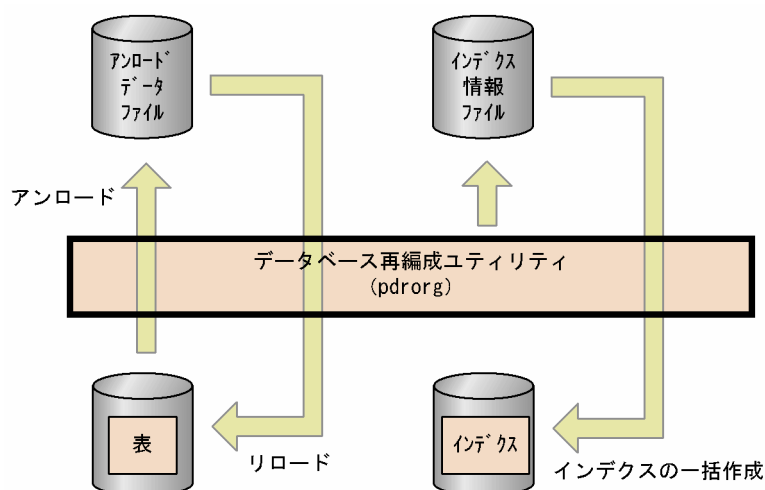 ｱﾝﾛｰﾄﾞ
ﾃﾞｰﾀ
ﾌｧｲﾙ
ｲﾝﾃﾞｸｽ
情報
ﾌｧｲﾙ
アンロード
データベース再編成ユティリティ
(pdrorg)
表
リロード
ｲﾝﾃﾞｸｽ
インデクスの一括作成